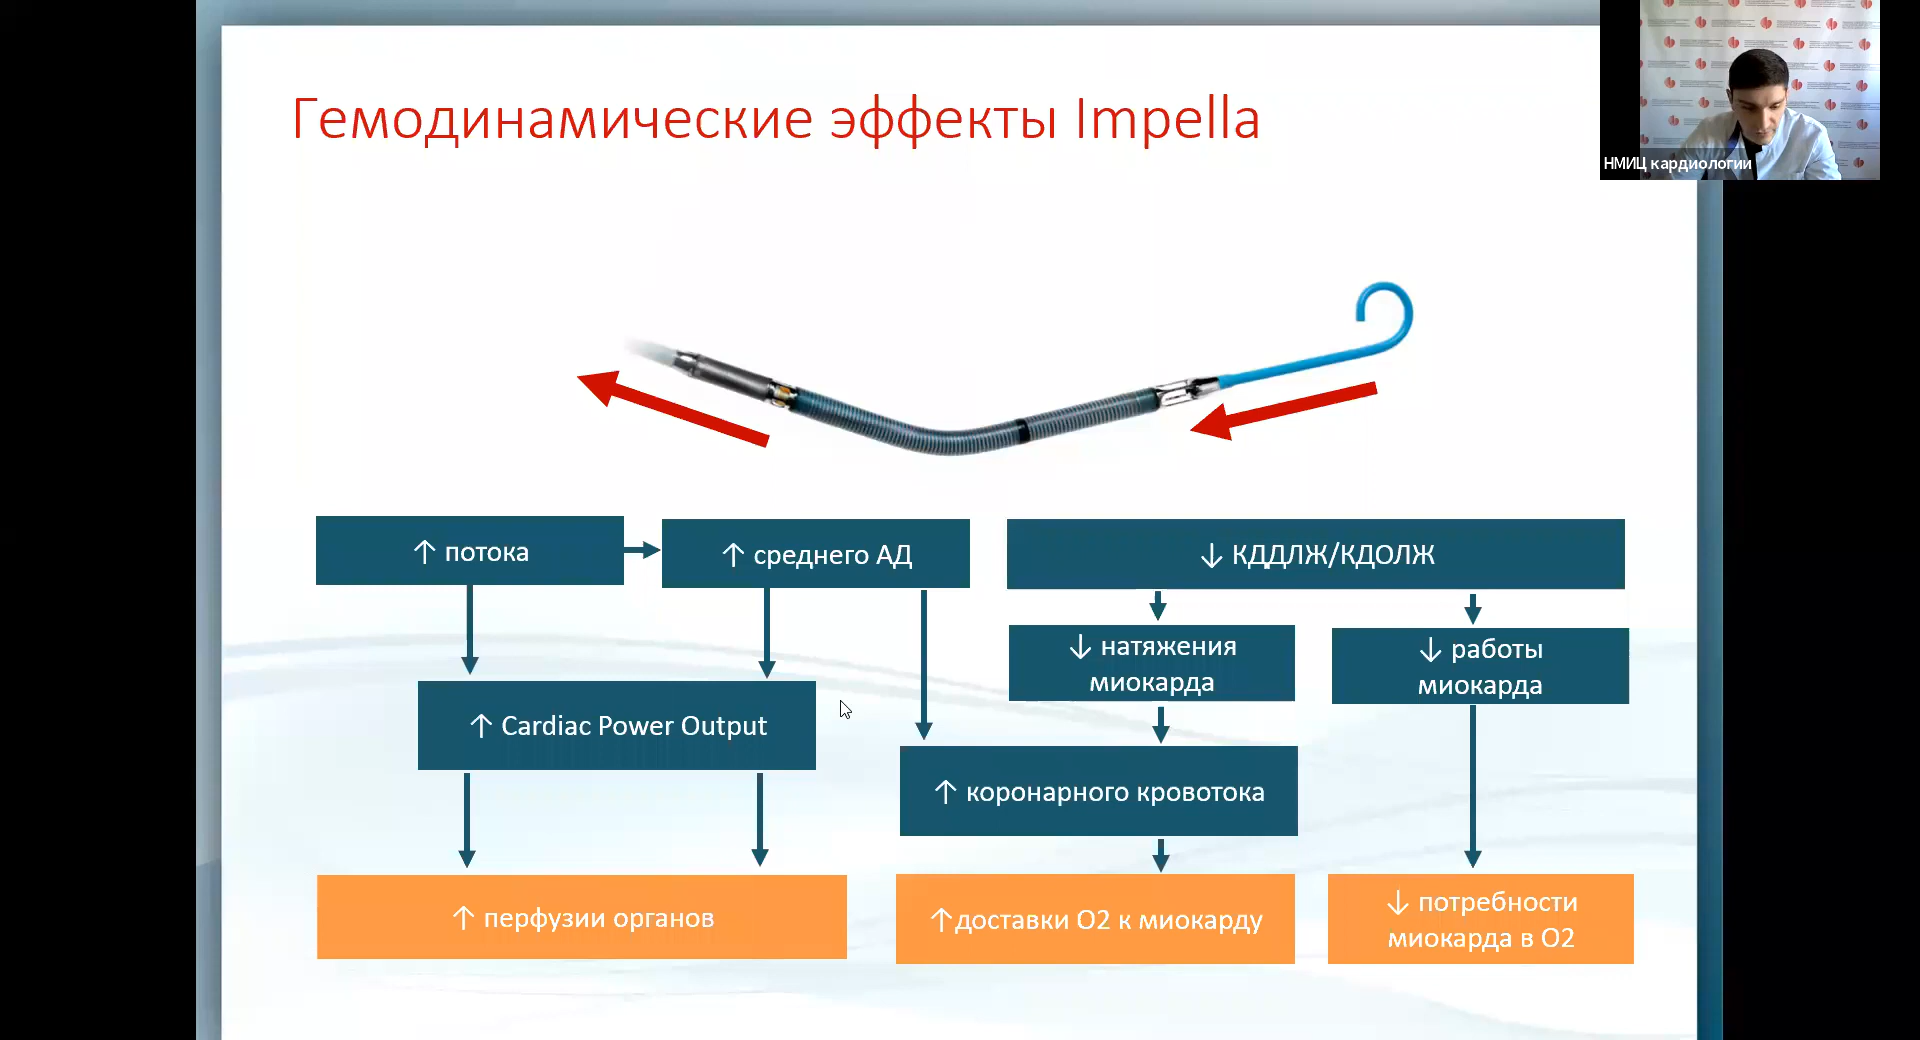 Гемодинамические эффекты Impella
НМИЦ кардиологии
↑ потока
↑ среднего АД
↓ КДДЛЖ/КДОЛЖ
↓ натяжения
миокарда
↓ работы
миокарда
↑ Cardiac Power Output
↑ коронарного кровотока
↑ перфузии органов
↑доставки О2 к миокарду
↓ потребности
миокарда в О2